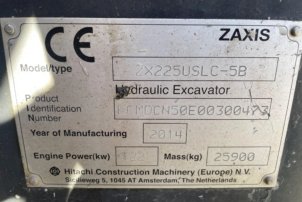 CE ZAXIS
Model/type ZX225USLC-5B
Hydraulic Excavator
Product
Identification
Number
Year of Manufacturing 2014
Engine Power(kw) Mass(kg) 25900
Hitachi Construction Machinery (Europe) N.V.
Sicilieweg 5, 1045 AT Amsterdam, The Netherlands